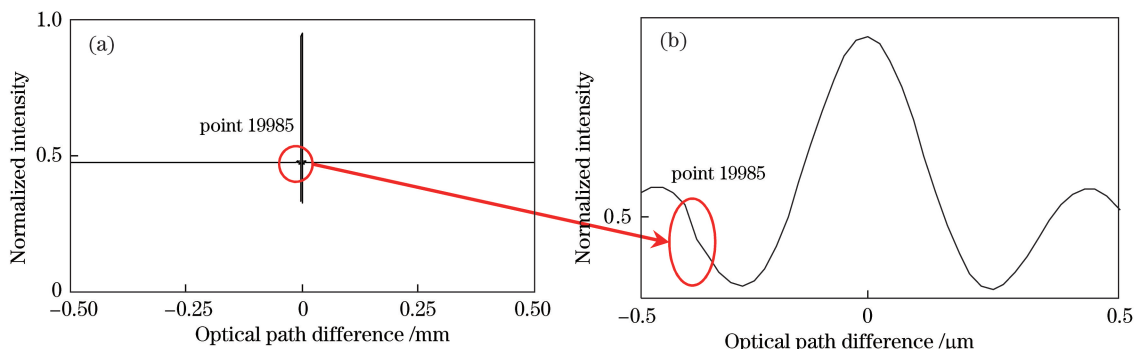 (a)
Normalized intensity
1.0
0.5
0
point 19985
−0.50
−0.25
0
0.25
0.50
Optical path difference /mm
(b)
Normalized intensity
0.5
point 19985
−0.5
0
0.5
Optical path difference /μm